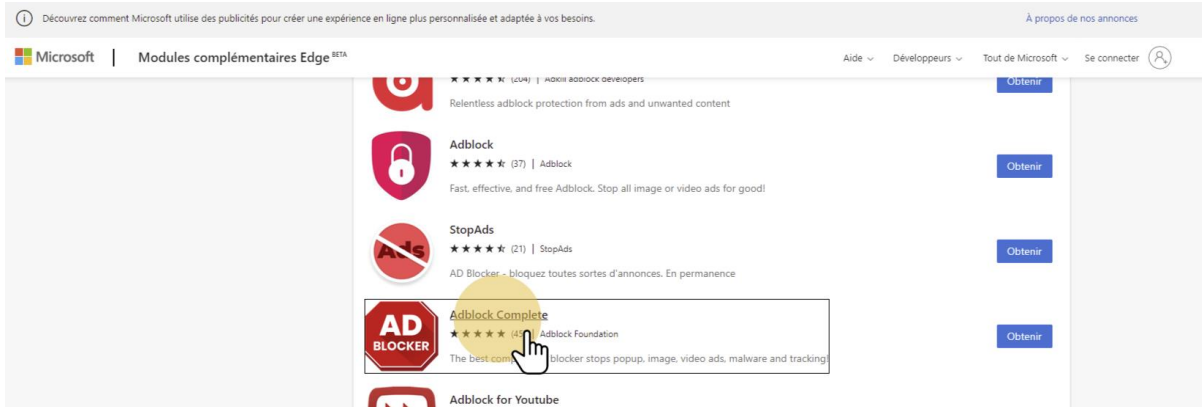 Découvrez comment Microsoft utilise des publicités pour créer une expérience en ligne plus personnalisée et adaptée à vos besoins.
À propos de nos annonces
Microsoft | Modules complémentaires Edge BETA
Aide
Développeurs
Tout de Microsoft
Se connecter
(204) | Adkill adblock developers
Relentless adblock protection from ads and unwanted content
Obtenir
Adblock
(37) | Adblock
Fast, effective, and free Adblock. Stop all image or video ads for good!
Obtenir
StopAds
(21) | StopAds
AD Blocker - bloquez toutes sortes d'annonces. En permanence
Obtenir
Ads
AD
BLOCKER
Adblock Complete
| Adblock Foundation
The best blocker stops popup, image, video ads, malware and tracking!
Obtenir
Adblock for Youtube